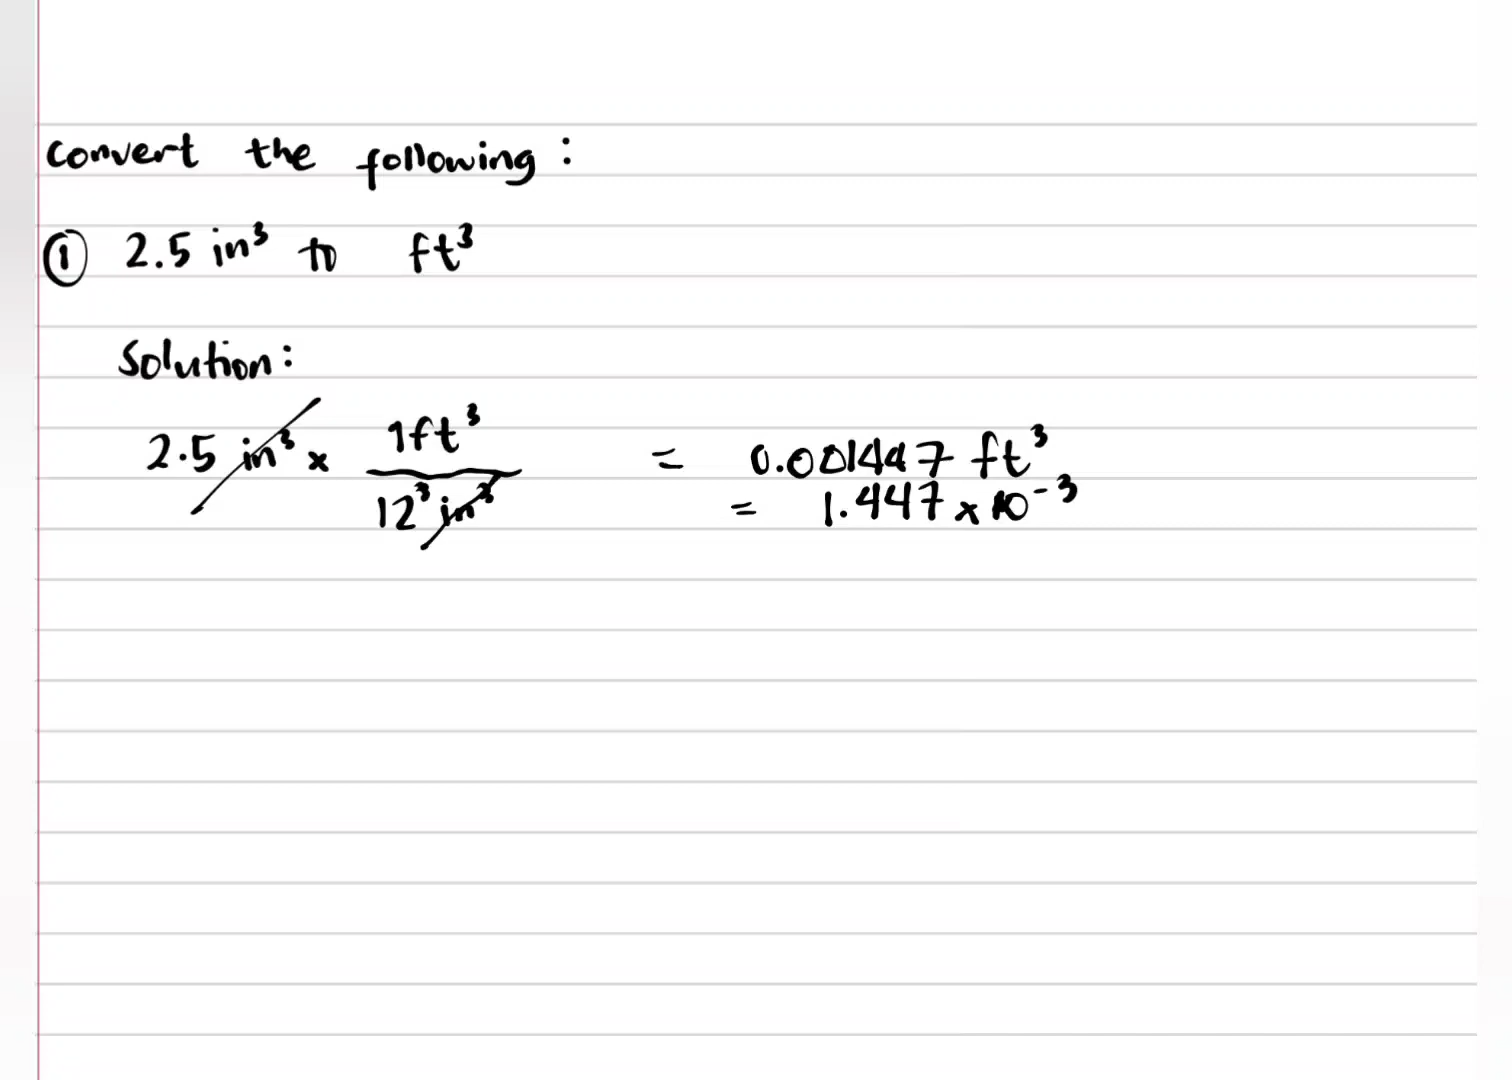 Convert the following:
① 2.5 in³ to ft³
Solution:
2.5 in³ x 1ft³ / 12³ in³ = 0.001447 ft³
= 1.447 x 10⁻³